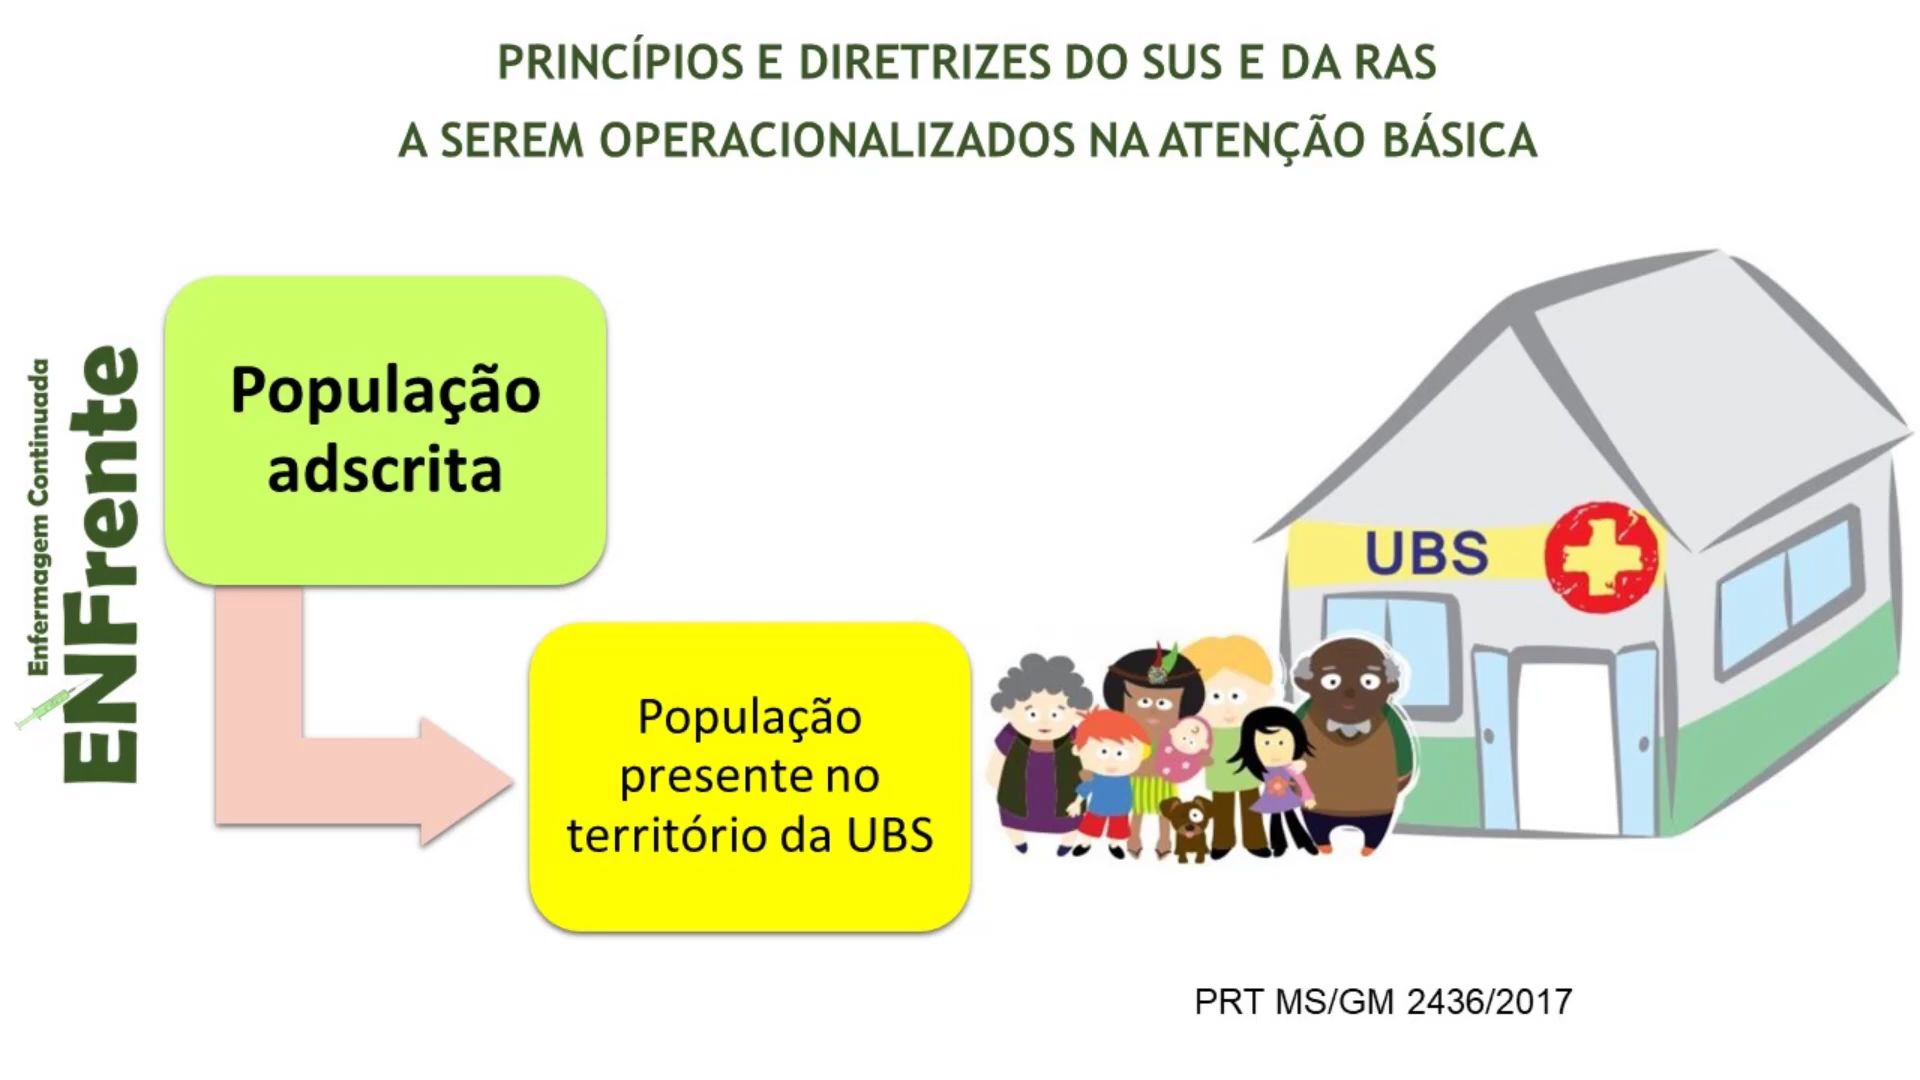 PRINCÍPIOS E DIRETRIZES DO SUS E DA RAS
A SEREM OPERACIONALIZADOS NA ATENÇÃO BÁSICA
Enfermagem Continuada
ENFrente
População
adscrita
População
presente no
território da UBS
UBS
PRT MS/GM 2436/2017